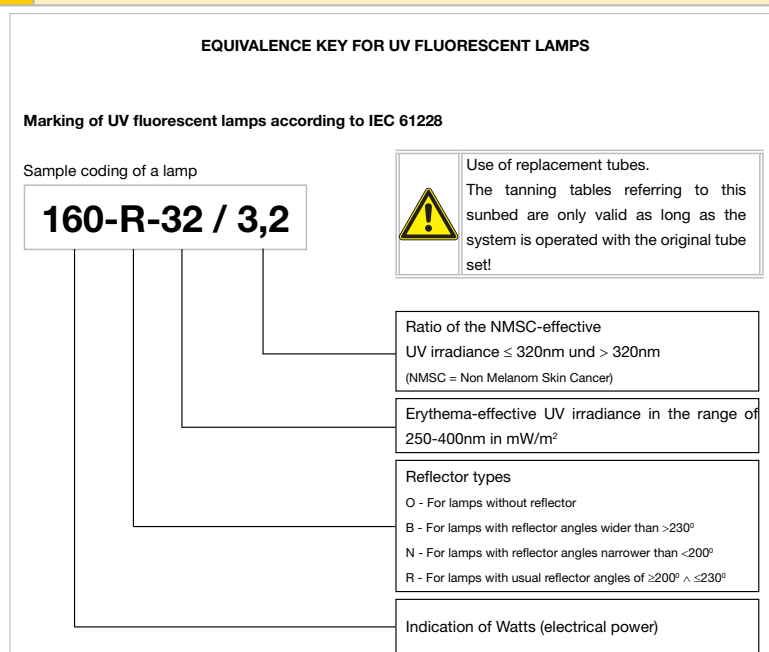 EQUIVALENCE KEY FOR UV FLUORESCENT LAMPS
Marking of UV fluorescent lamps according to IEC 61228
Sample coding of a lamp
160-R-32 / 3,2
Use of replacement tubes.
The tanning tables referring to this
sunbed are only valid as long as the
system is operated with the original tube
set!
Ratio of the NMSC-effective
UV irradiance ≤ 320nm und > 320nm
(NMSC = Non Melanom Skin Cancer)
Erythema-effective UV irradiance in the range of
250-400nm in mW/m²
Reflector types
O - For lamps without reflector
B - For lamps with reflector angles wider than >230º
N - For lamps with reflector angles narrower than <200º
R - For lamps with usual reflector angles of ≥200º ∧ ≤230º
Indication of Watts (electrical power)